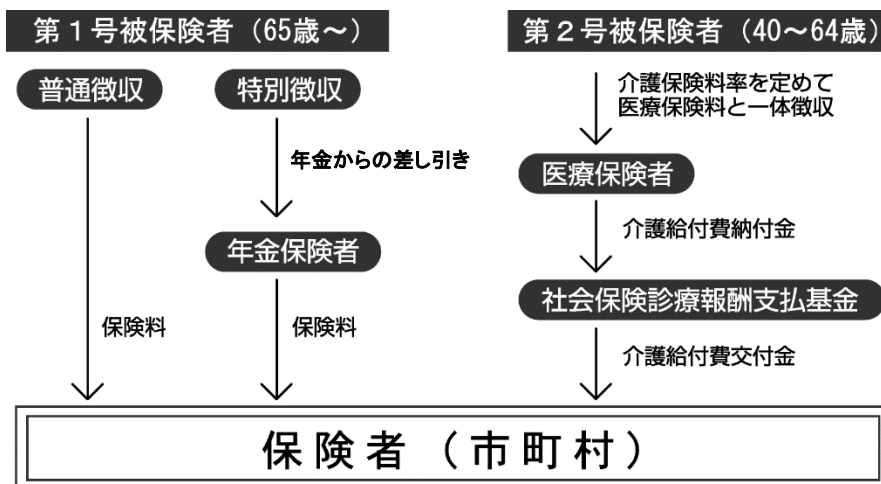 第1号被保険者（65歳～）
普通徴収
特別徴収
年金からの差し引き
年金保険者
保険料
保険料
第2号被保険者（40～64歳）
介護保険料率を定めて
医療保険料と一体徴収
医療保険者
介護給付費納付金
社会保険診療報酬支払基金
介護給付費交付金
保険者（市町村）